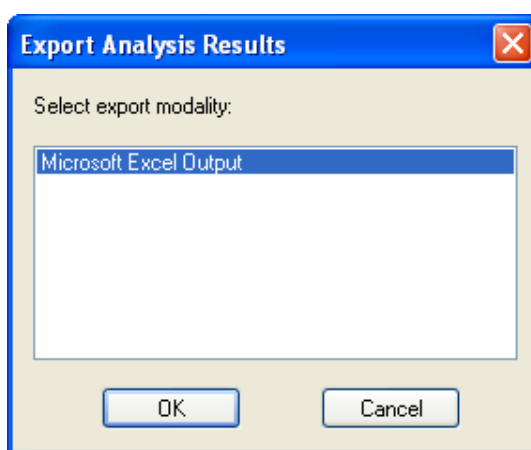 Export Analysis Results
Select export modality:
Microsoft Excel Output
OK
Cancel